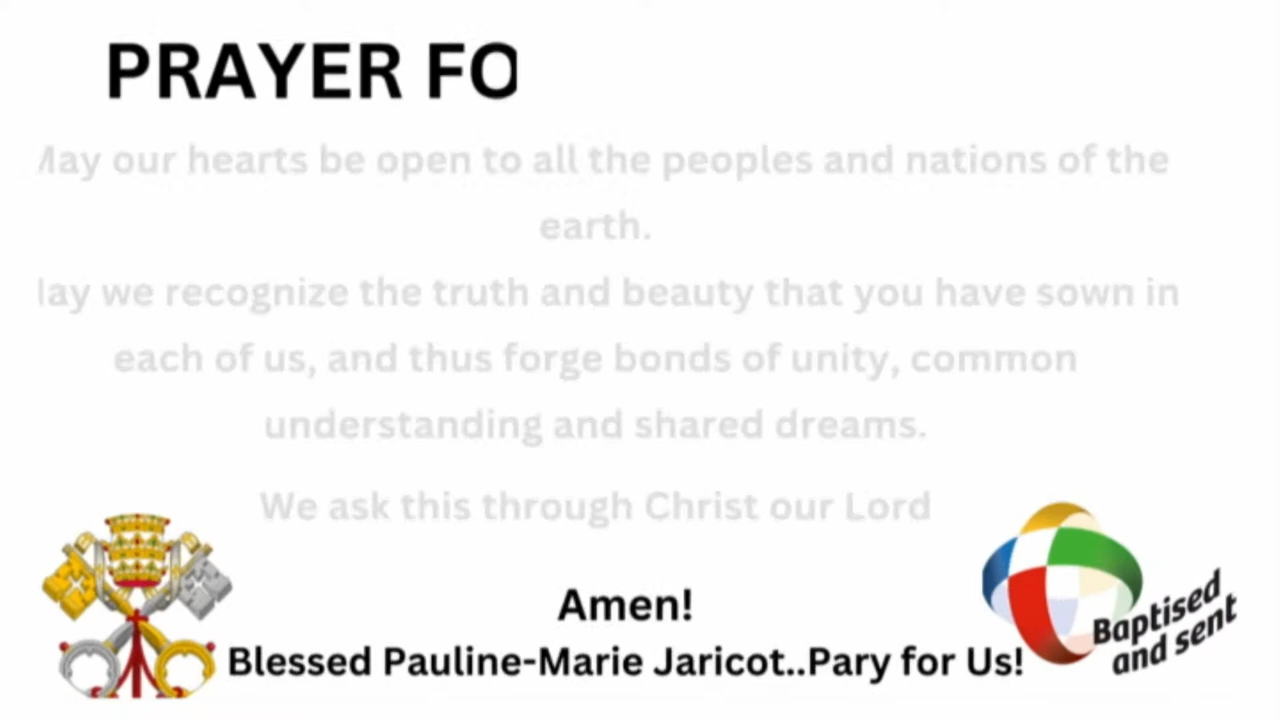 PRAYER FO
May our hearts be open to all the peoples and nations of the
earth.
lay we recognize the truth and beauty that you have sown in
each of us, and thus forge bonds of unity, common
understanding and shared dreams.
We ask this through Christ our Lord
Amen!
Blessed Pauline-Marie Jaricot..Pary for Us!
Baptised
and sent